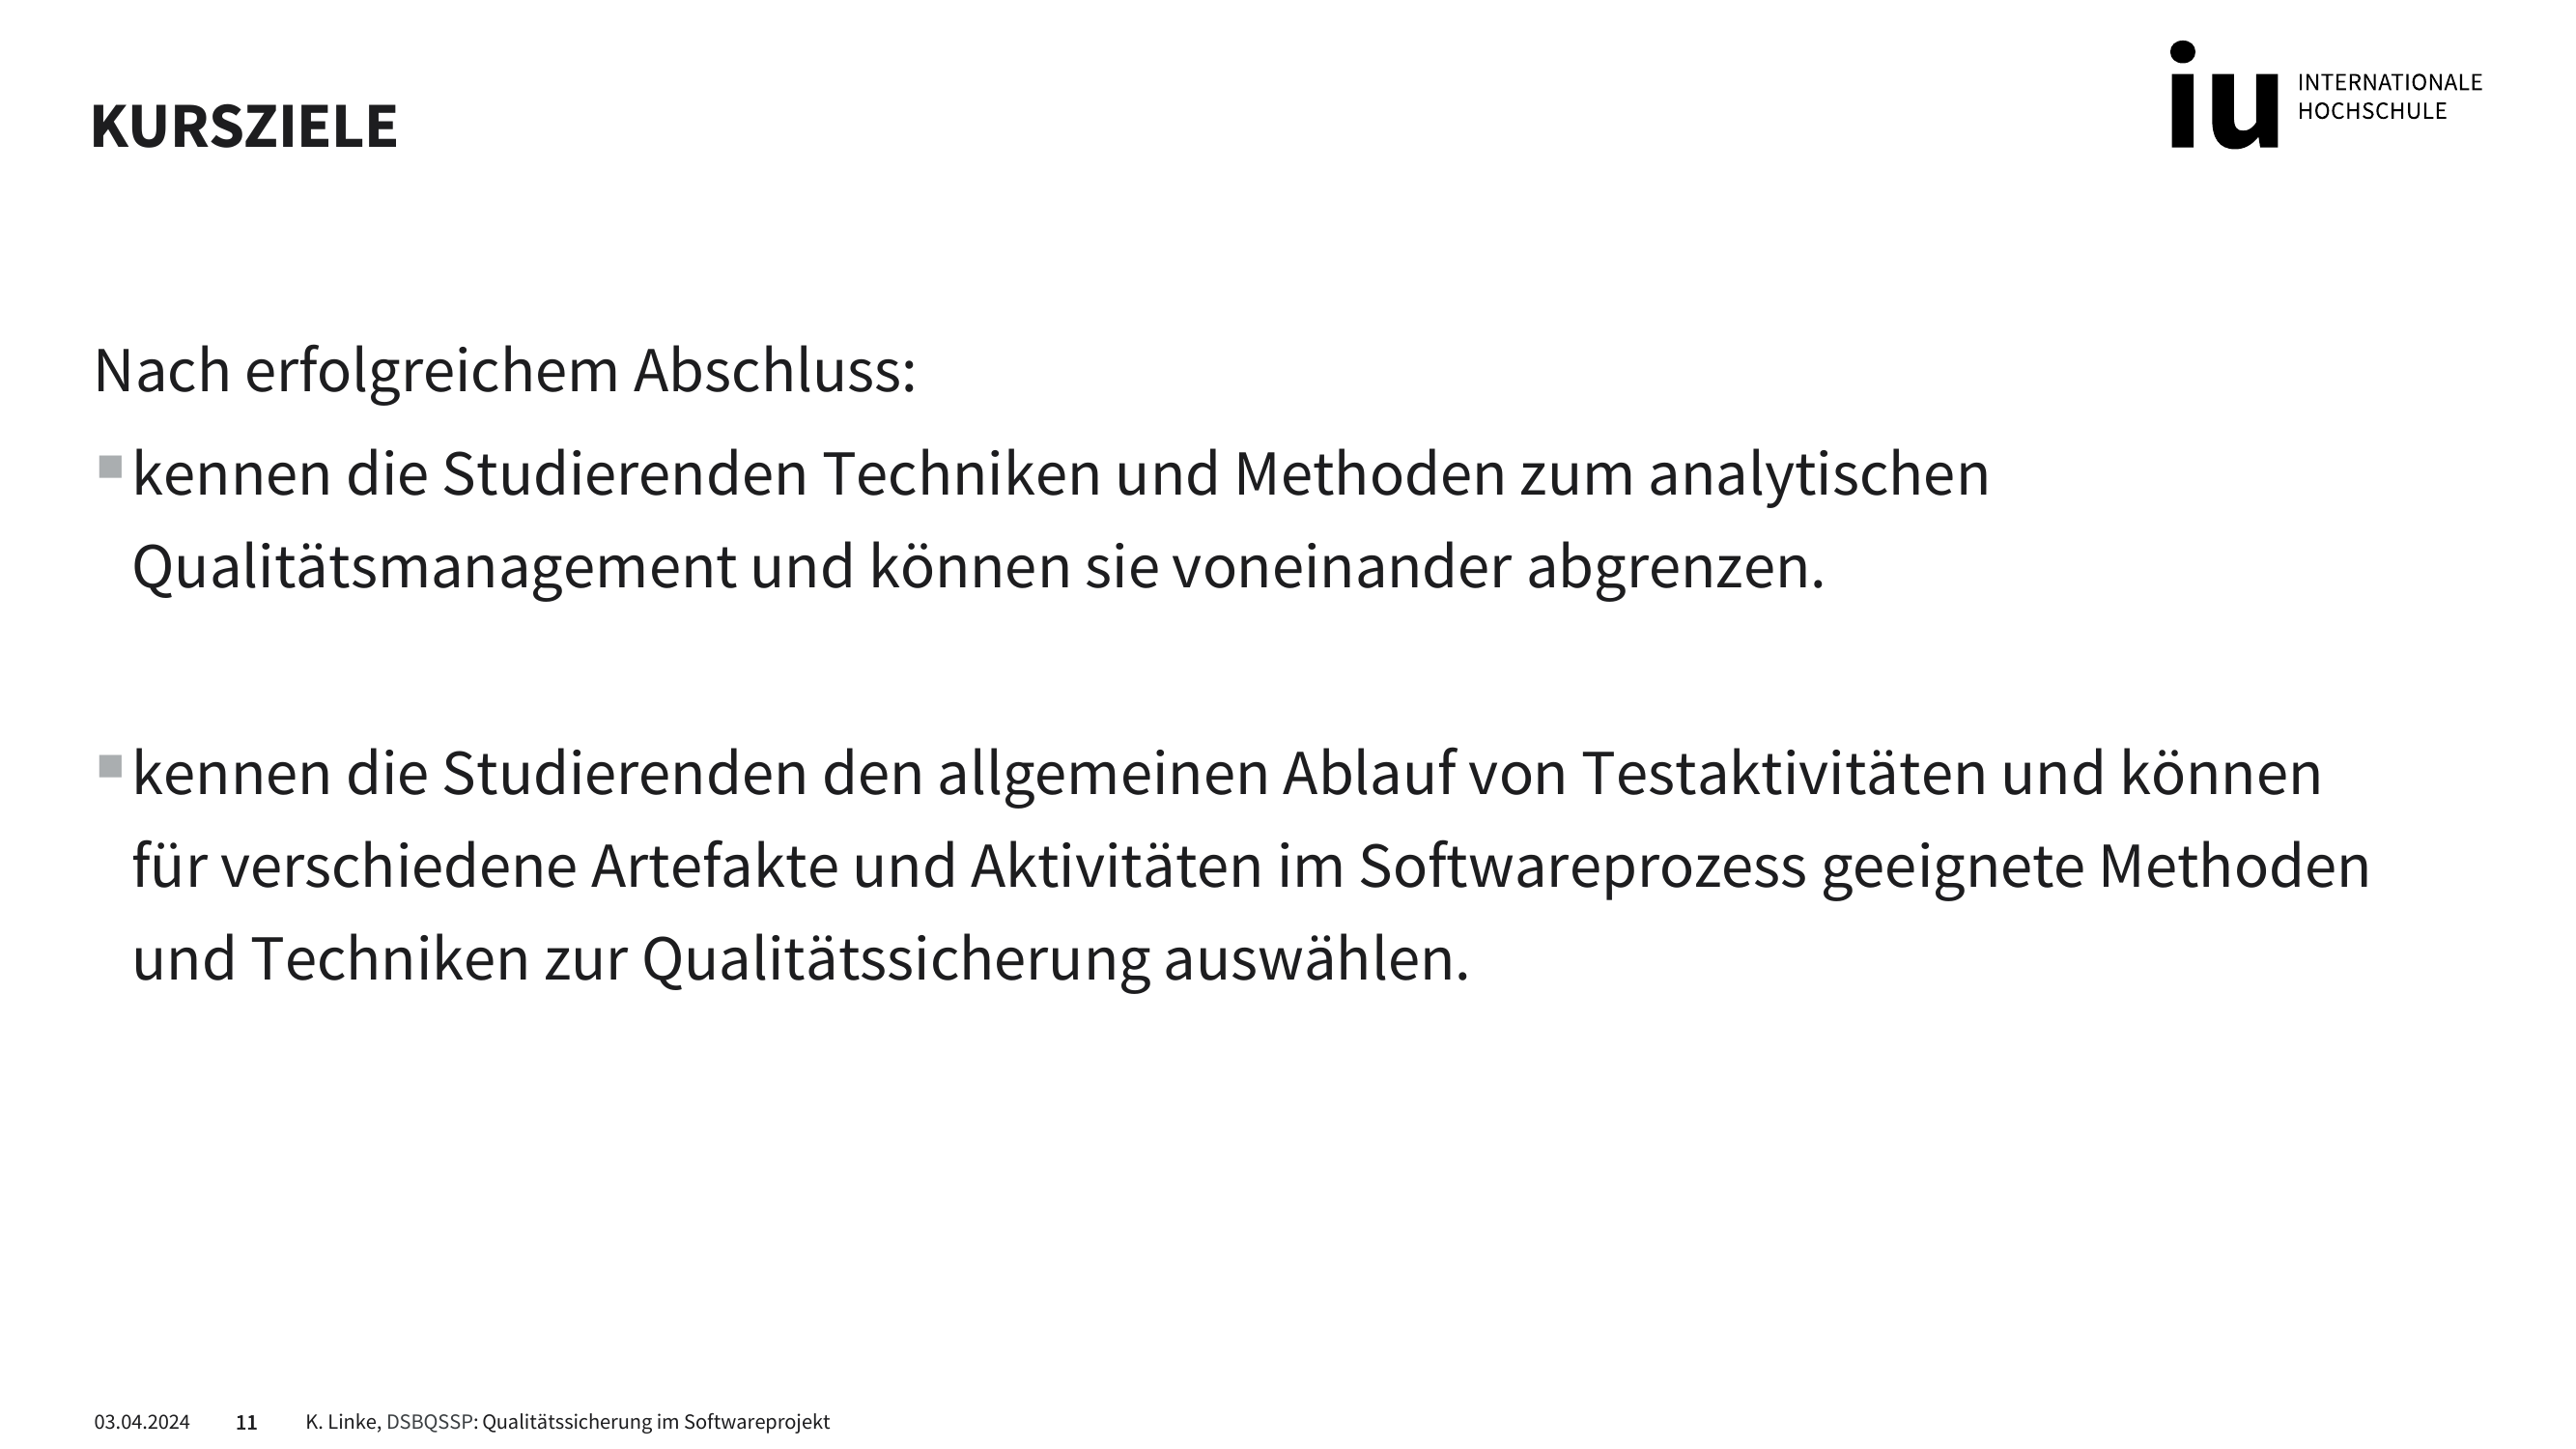 KURSZIELE
iu INTERNATIONALE
HOCHSCHULE
Nach erfolgreichem Abschluss:
▪ kennen die Studierenden Techniken und Methoden zum analytischen
Qualitätsmanagement und können sie voneinander abgrenzen.
▪ kennen die Studierenden den allgemeinen Ablauf von Testaktivitäten und können
für verschiedene Artefakte und Aktivitäten im Softwareprozess geeignete Methoden
und Techniken zur Qualitätssicherung auswählen.
03.04.2024 11 K. Linke, DSBQSSP: Qualitätssicherung im Softwareprojekt